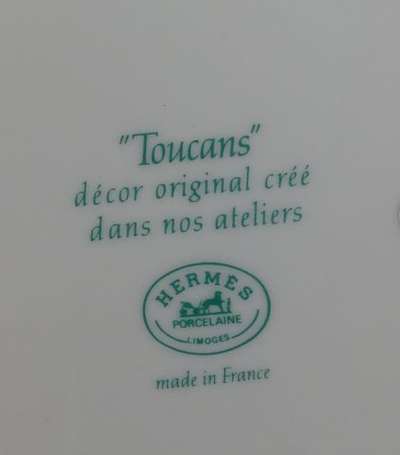 "Toucans"
décor original créé
dans nos ateliers
HERMES
PORCELAINE
LIMOGES
made in France